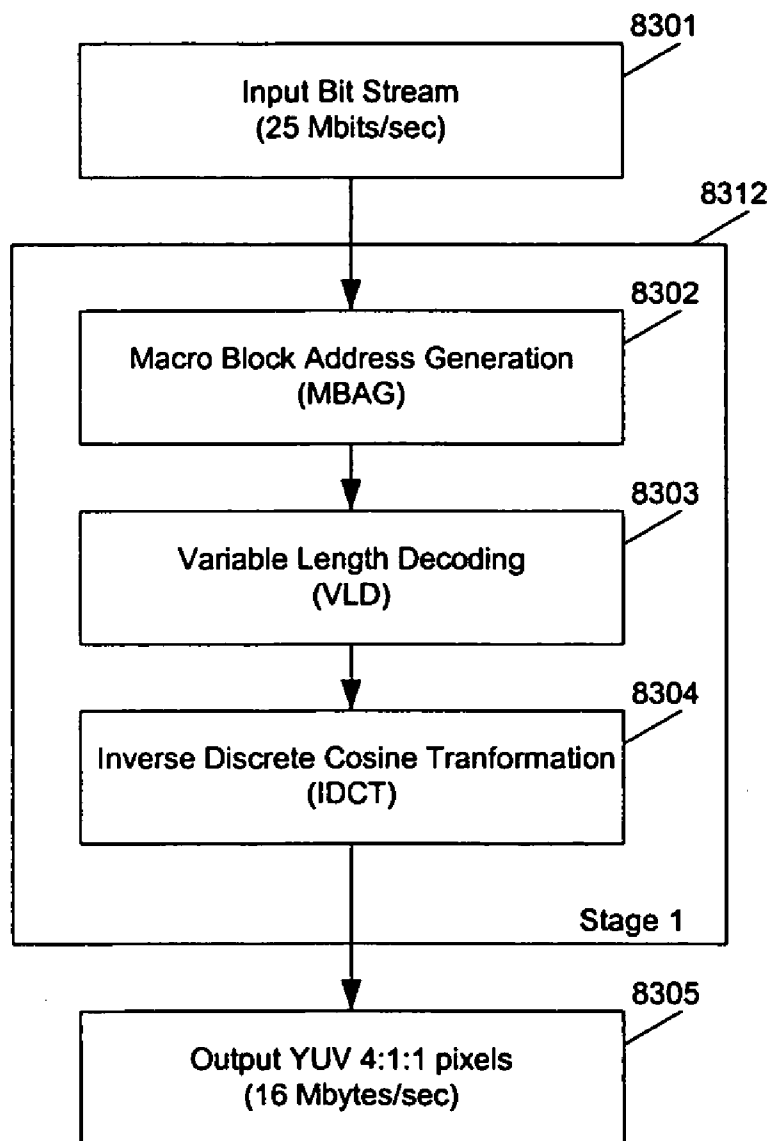 8301
Input Bit Stream
(25 Mbits/sec)
8312
8302
Macro Block Address Generation
(MBAG)
8303
Variable Length Decoding
(VLD)
8304
Inverse Discrete Cosine Tranformation
(IDCT)
Stage 1
8305
Output YUV 4:1:1 pixels
(16 Mbytes/sec)